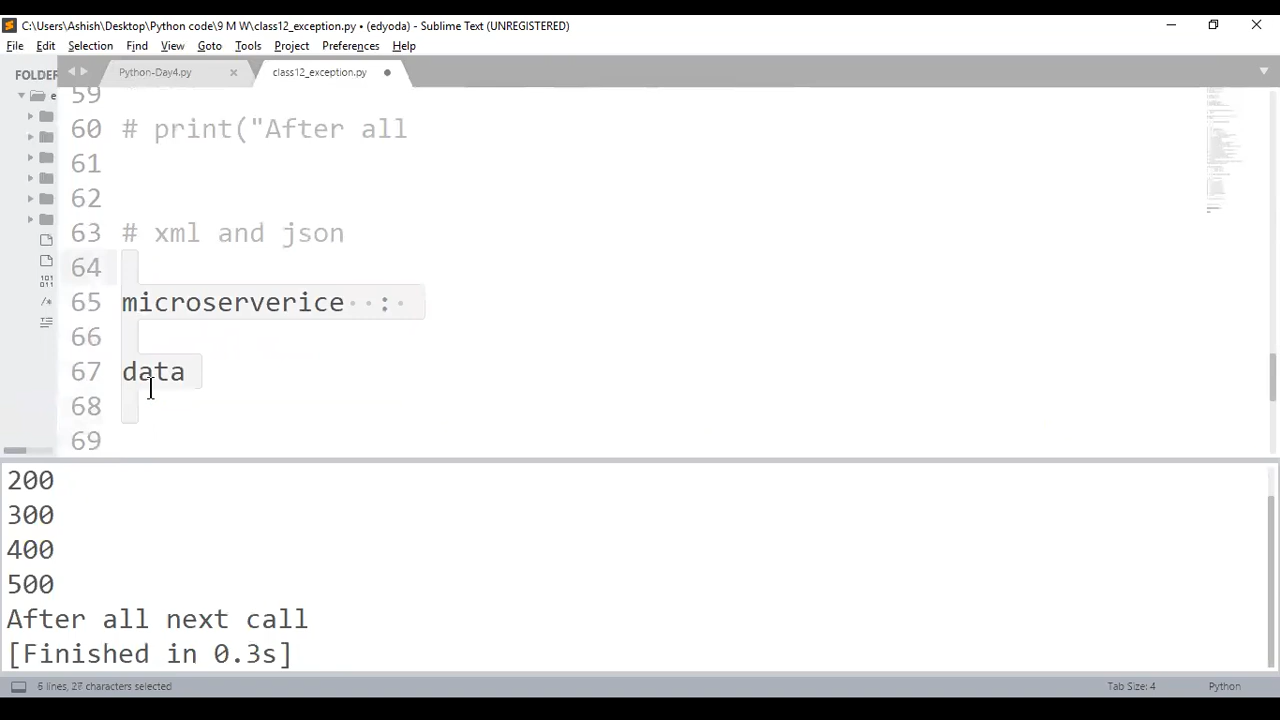 C:\Users\Ashish\Desktop\Python code\9 M W\class12_exception.py • (edyoda) - Sublime Text (UNREGISTERED)
File Edit Selection Find View Goto Tools Project Preferences Help
FOLDER
Python-Day4.py
class12_exception.py
e
59
60 # print("After all
61
62
63 # xml and json
64
65 microserverice :
66
67 data
68
69
200
300
400
500
After all next call
[Finished in 0.3s]
6 lines, 27 characters selected
Tab Size: 4
Python